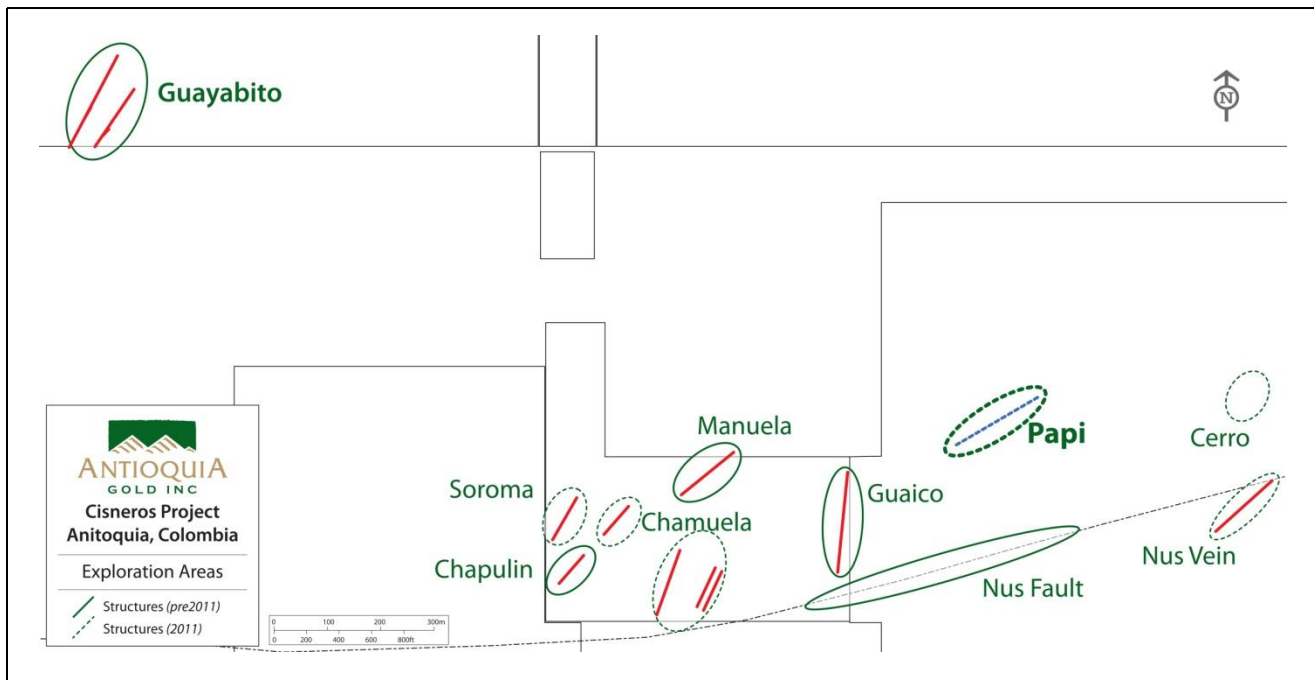 Guayabito
N
Manuela
Papi
Cerro
Soroma
Chamuela
Guaico
Chapulin
Nus Fault
Nus Vein
ANTIOQUIA
GOLD INC
Cisneros Project
Anitoquia, Colombia
Exploration Areas
Structures (pre2011)
Structures (2011)
0 100 200 300m
0 200 400 600 800ft